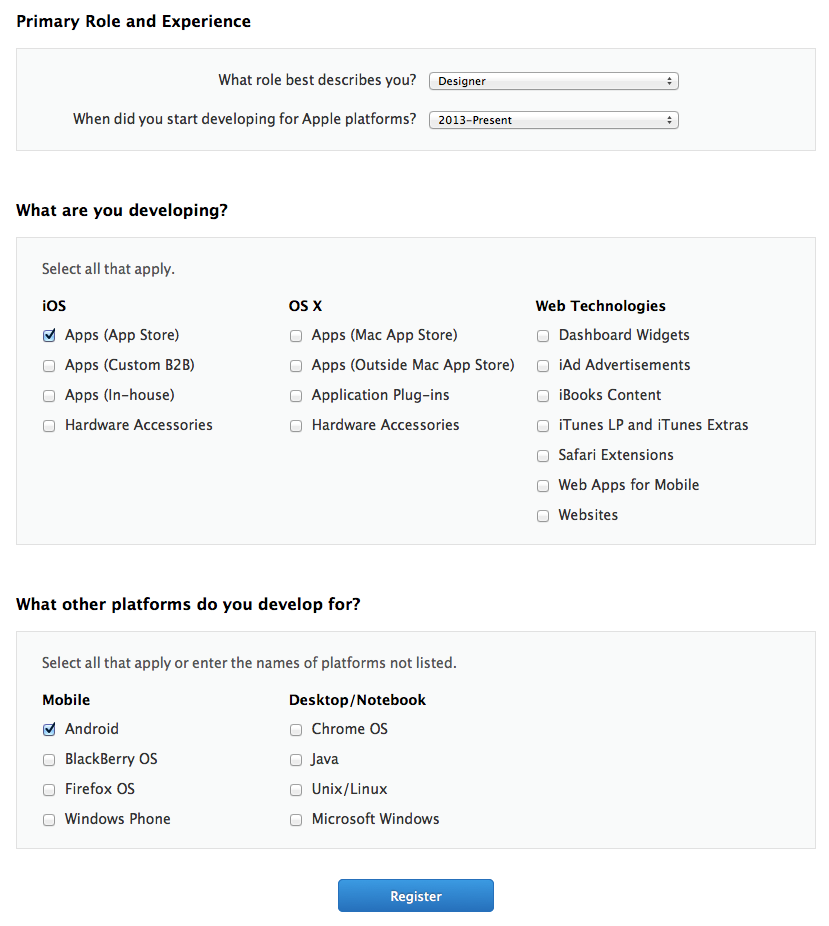 Primary Role and Experience
What role best describes you? Designer
When did you start developing for Apple platforms? 2013-Present
What are you developing?
Select all that apply.
iOS OS X Web Technologies
Apps (App Store) Apps (Mac App Store) Dashboard Widgets
Apps (Custom B2B) Apps (Outside Mac App Store) iAd Advertisements
Apps (In-house) Application Plug-ins iBooks Content
Hardware Accessories Hardware Accessories iTunes LP and iTunes Extras
Safari Extensions
Web Apps for Mobile
Websites
What other platforms do you develop for?
Select all that apply or enter the names of platforms not listed.
Mobile Desktop/Notebook
Android Chrome OS
BlackBerry OS Java
Firefox OS Unix/Linux
Windows Phone Microsoft Windows
Register